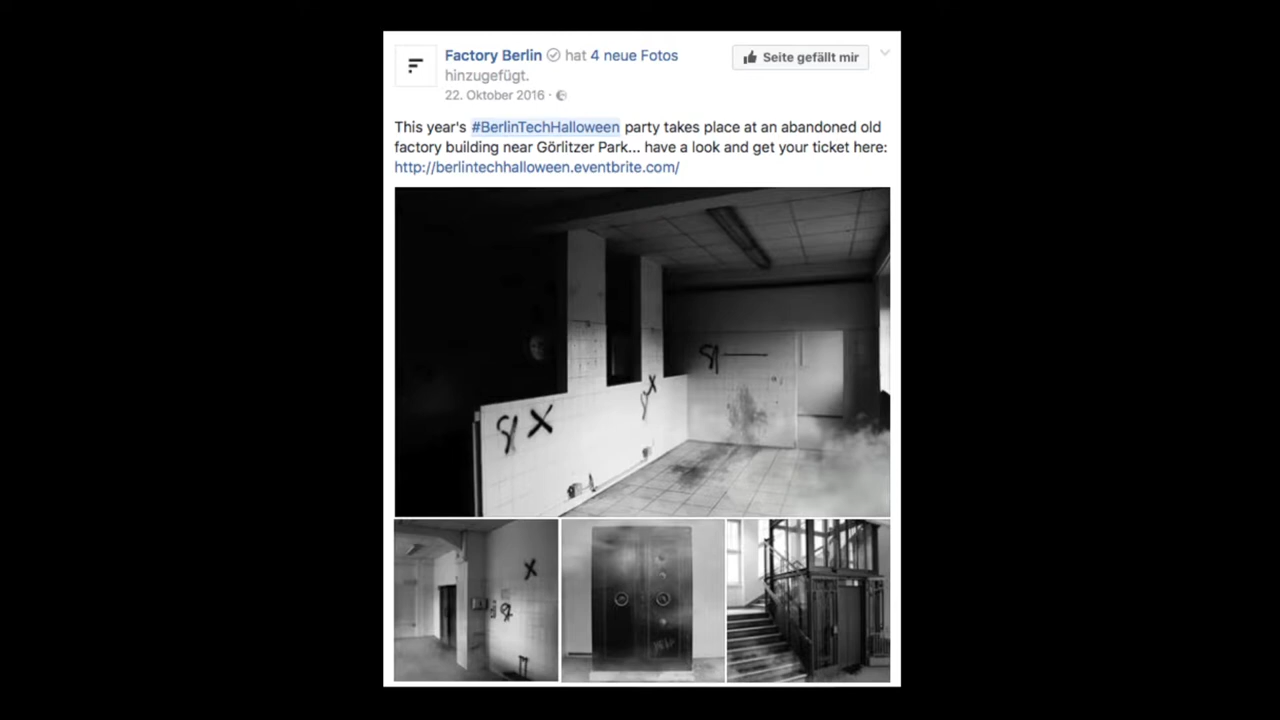 Factory Berlin hat 4 neue Fotos
hinzugefügt.
22. Oktober 2016 ·
Seite gefällt mir
This year's #BerlinTechHalloween party takes place at an abandoned old
factory building near Görlitzer Park... have a look and get your ticket here:
http://berlintechhalloween.eventbrite.com/